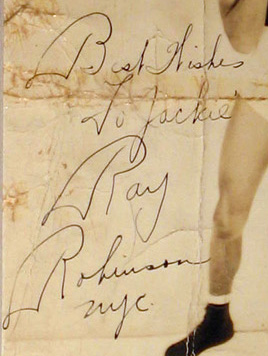 Best Wishes
To Jackie
Ray
Robinson
nyc.